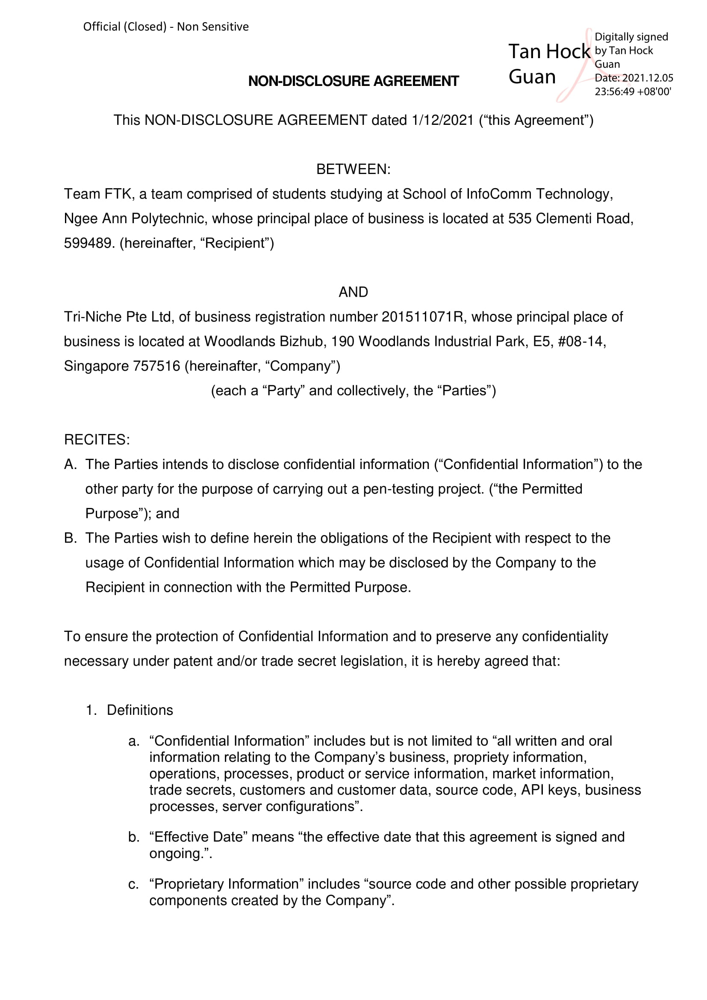 Official (Closed) - Non Sensitive
Tan Hock
Guan
Digitally signed
by Tan Hock
Guan
Date: 2021.12.05
23:56:49 +08'00'
NON-DISCLOSURE AGREEMENT
This NON-DISCLOSURE AGREEMENT dated 1/12/2021 (“this Agreement”)
BETWEEN:
Team FTK, a team comprised of students studying at School of InfoComm Technology,
Ngee Ann Polytechnic, whose principal place of business is located at 535 Clementi Road,
599489. (hereinafter, “Recipient”)
AND
Tri-Niche Pte Ltd, of business registration number 201511071R, whose principal place of
business is located at Woodlands Bizhub, 190 Woodlands Industrial Park, E5, #08-14,
Singapore 757516 (hereinafter, “Company”)
(each a “Party” and collectively, the “Parties”)
RECITES:
A. The Parties intends to disclose confidential information (“Confidential Information”) to the
other party for the purpose of carrying out a pen-testing project. (“the Permitted
Purpose”); and
B. The Parties wish to define herein the obligations of the Recipient with respect to the
usage of Confidential Information which may be disclosed by the Company to the
Recipient in connection with the Permitted Purpose.
To ensure the protection of Confidential Information and to preserve any confidentiality
necessary under patent and/or trade secret legislation, it is hereby agreed that:
1. Definitions
a. “Confidential Information” includes but is not limited to “all written and oral
information relating to the Company’s business, propriety information,
operations, processes, product or service information, market information,
trade secrets, customers and customer data, source code, API keys, business
processes, server configurations”.
b. “Effective Date” means “the effective date that this agreement is signed and
ongoing.”.
c. “Proprietary Information” includes “source code and other possible proprietary
components created by the Company”.